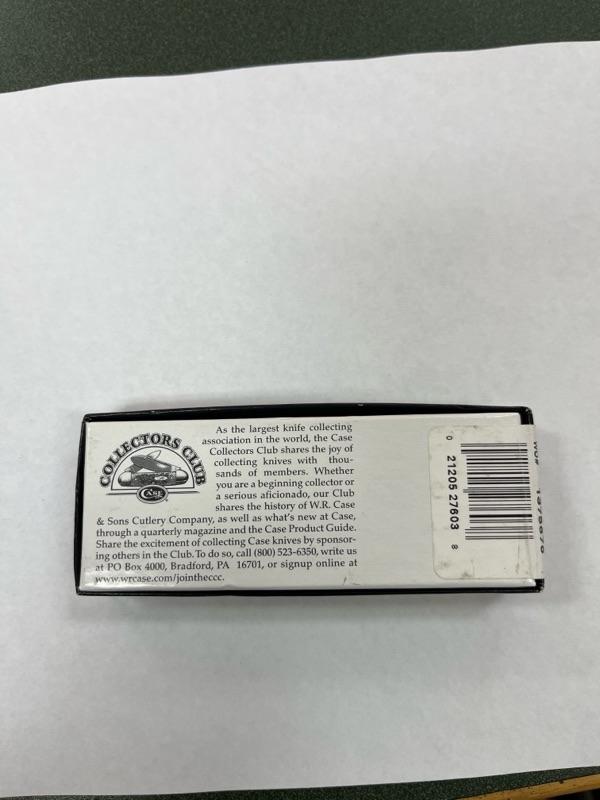 COLLECTORS CLUB
CASE
As the largest knife collecting
association in the world, the Case
Collectors Club shares the joy of
collecting knives with thou-
sands of members. Whether
you are a beginning collector or
a serious aficionado, our Club
shares the history of W.R. Case
& Sons Cutlery Company, as well as what's new at Case,
through a quarterly magazine and the Case Product Guide.
Share the excitement of collecting Case knives by sponsor-
ing others in the Club. To do so, call (800) 523-6350, write us
at PO Box 4000, Bradford, PA 16701, or signup online at
www.wrcase.com/jointheccc.
0 21205 27603 8